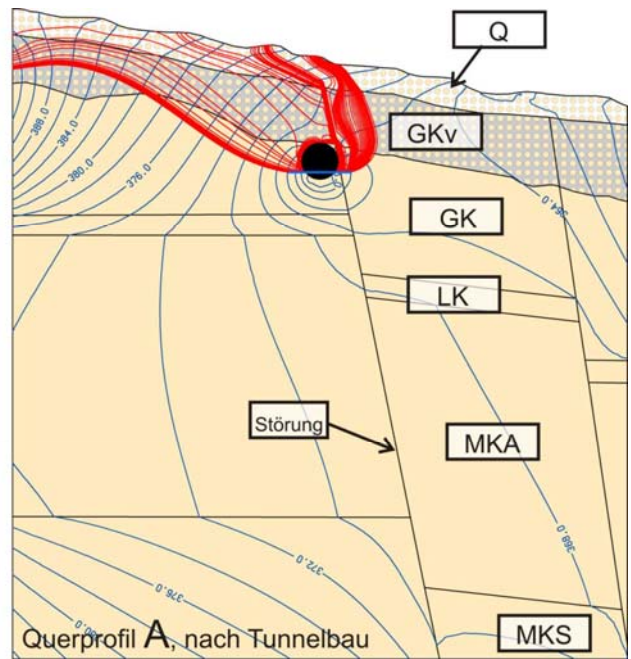 Q
388.0
384.0
GKv
380.0
376.0
364.0
GK
LK
Störung
MKA
368.0
372.0
376.0
Querprofil A, nach Tunnelbau
MKS